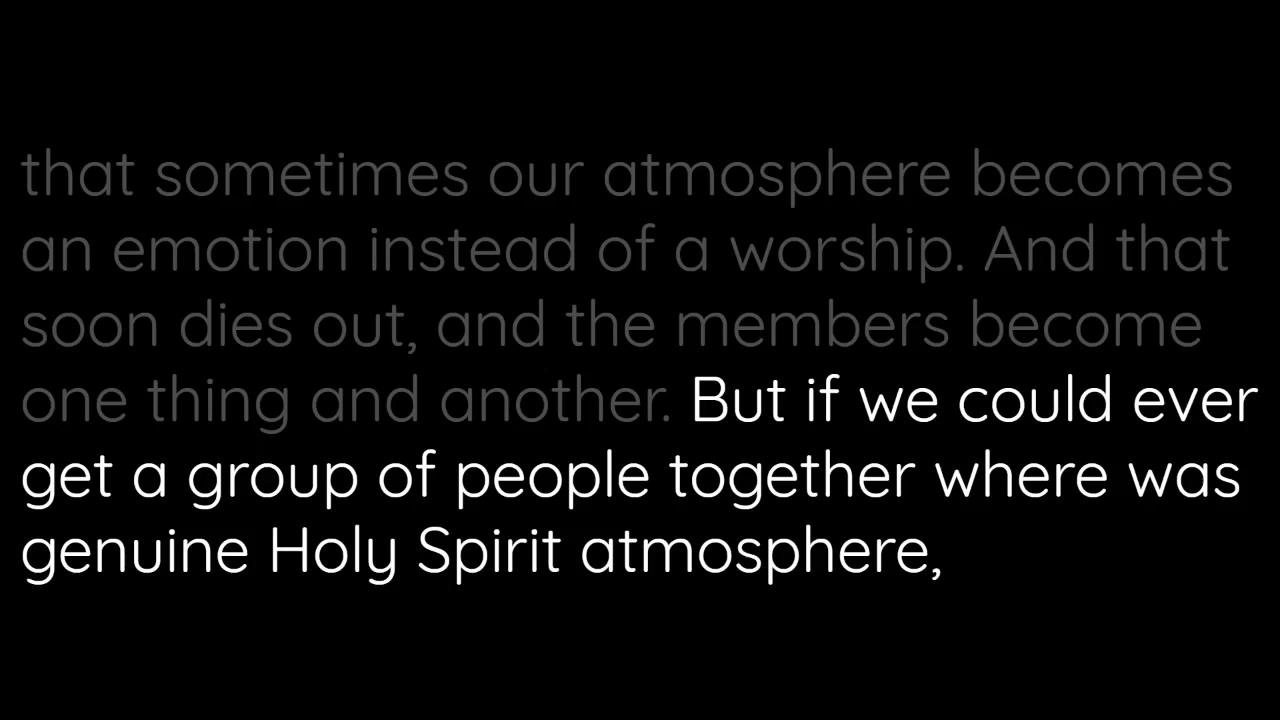 that sometimes our atmosphere becomes
an emotion instead of a worship. And that
soon dies out, and the members become
one thing and another. But if we could ever
get a group of people together where was
genuine Holy Spirit atmosphere,